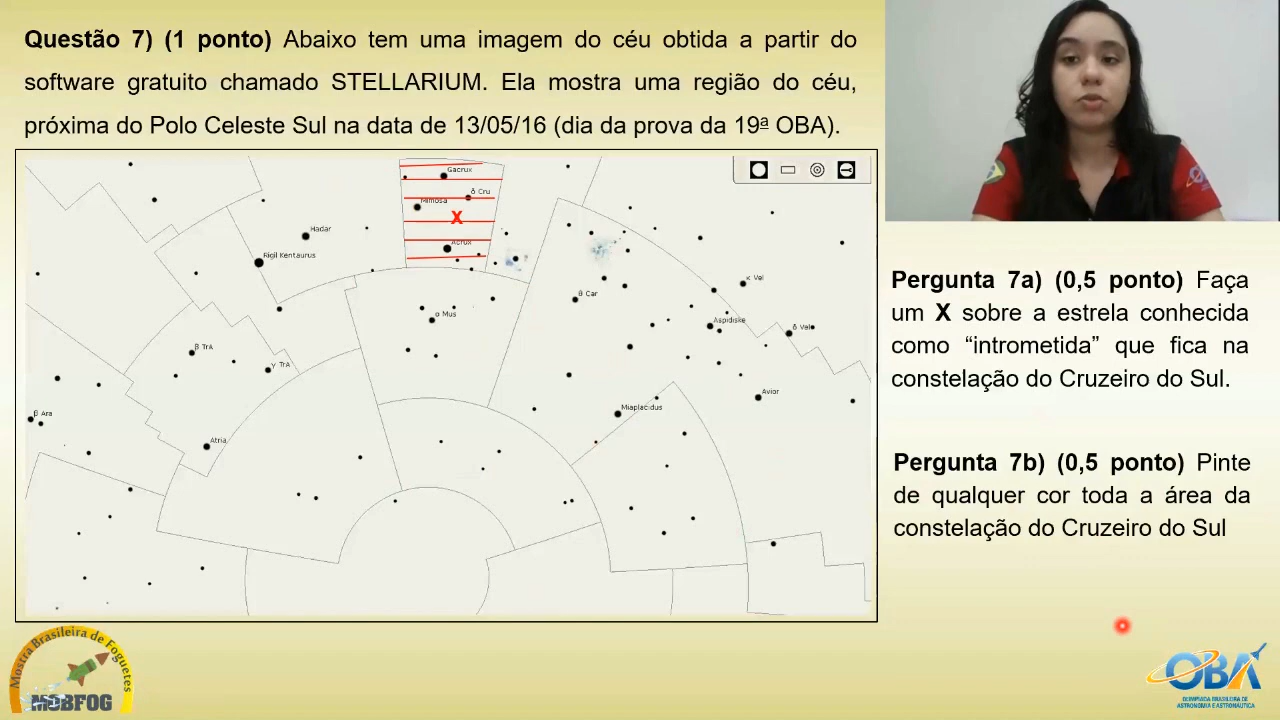 Questão 7) (1 ponto) Abaixo tem uma imagem do céu obtida a partir do
software gratuito chamado STELLARIUM. Ela mostra uma região do céu,
próxima do Polo Celeste Sul na data de 13/05/16 (dia da prova da 19ª OBA).
Gacrux
δ Cru
Mimosa
X
Acrux
Hadar
Rigil Kentaurus
κ Vel
θ Car
α Mus
Aspidiske
δ Vel
β TrA
γ TrA
Avior
Miaplacidus
β Ara
Atria
Pergunta 7a) (0,5 ponto) Faça
um X sobre a estrela conhecida
como “intrometida” que fica na
constelação do Cruzeiro do Sul.
Pergunta 7b) (0,5 ponto) Pinte
de qualquer cor toda a área da
constelação do Cruzeiro do Sul
Mostra Brasileira de Foguetes
MOBFOG
OBA
OLIMPÍADA BRASILEIRA DE
ASTRONOMIA E ASTRONÁUTICA